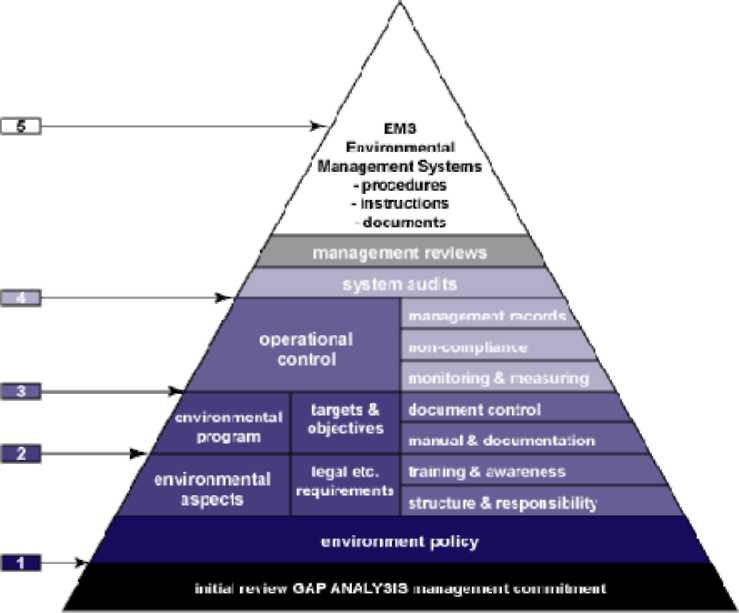 5
EMS
Environmental
Management Systems
- procedures
- instructions
- documents
management reviews
system audits
4
operational
control
management records
non-compliance
monitoring & measuring
3
environmental
program
targets &
objectives
document control
manual & documentation
2
environmental
aspects
legal etc.
requirements
training & awareness
structure & responsibility
environment policy
1
initial review GAP ANALYSIS management commitment